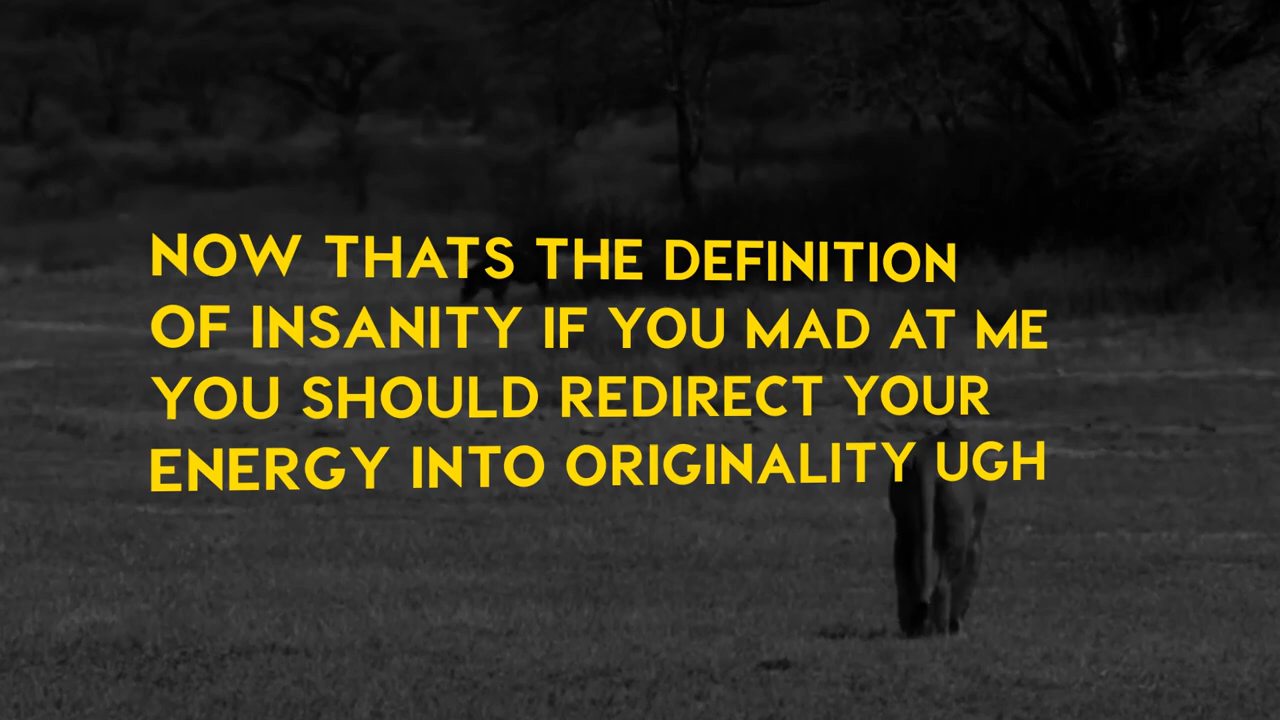 NOW THATS THE DEFINITION
OF INSANITY IF YOU MAD AT ME
YOU SHOULD REDIRECT YOUR
ENERGY INTO ORIGINALITY UGH